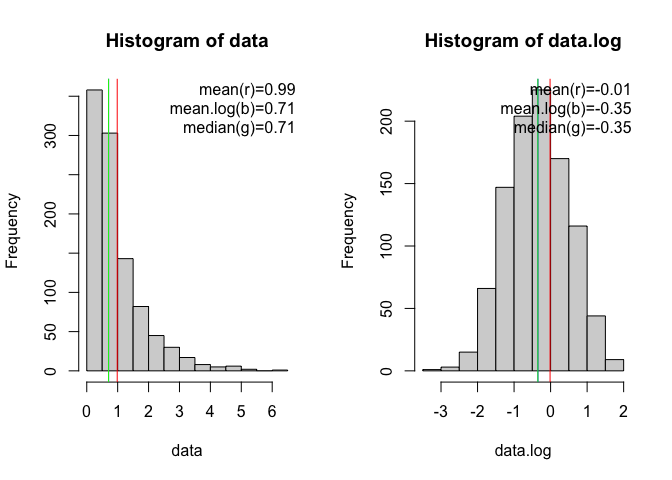 Histogram of data
mean(r)=0.99
mean.log(b)=0.71
median(g)=0.71
Frequency
300
200
100
50
0
0 1 2 3 4 5 6
data
Histogram of data.log
mean(r)=-0.01
mean.log(b)=-0.35
median(g)=-0.35
Frequency
200
150
100
50
0
-3 -2 -1 0 1 2
data.log